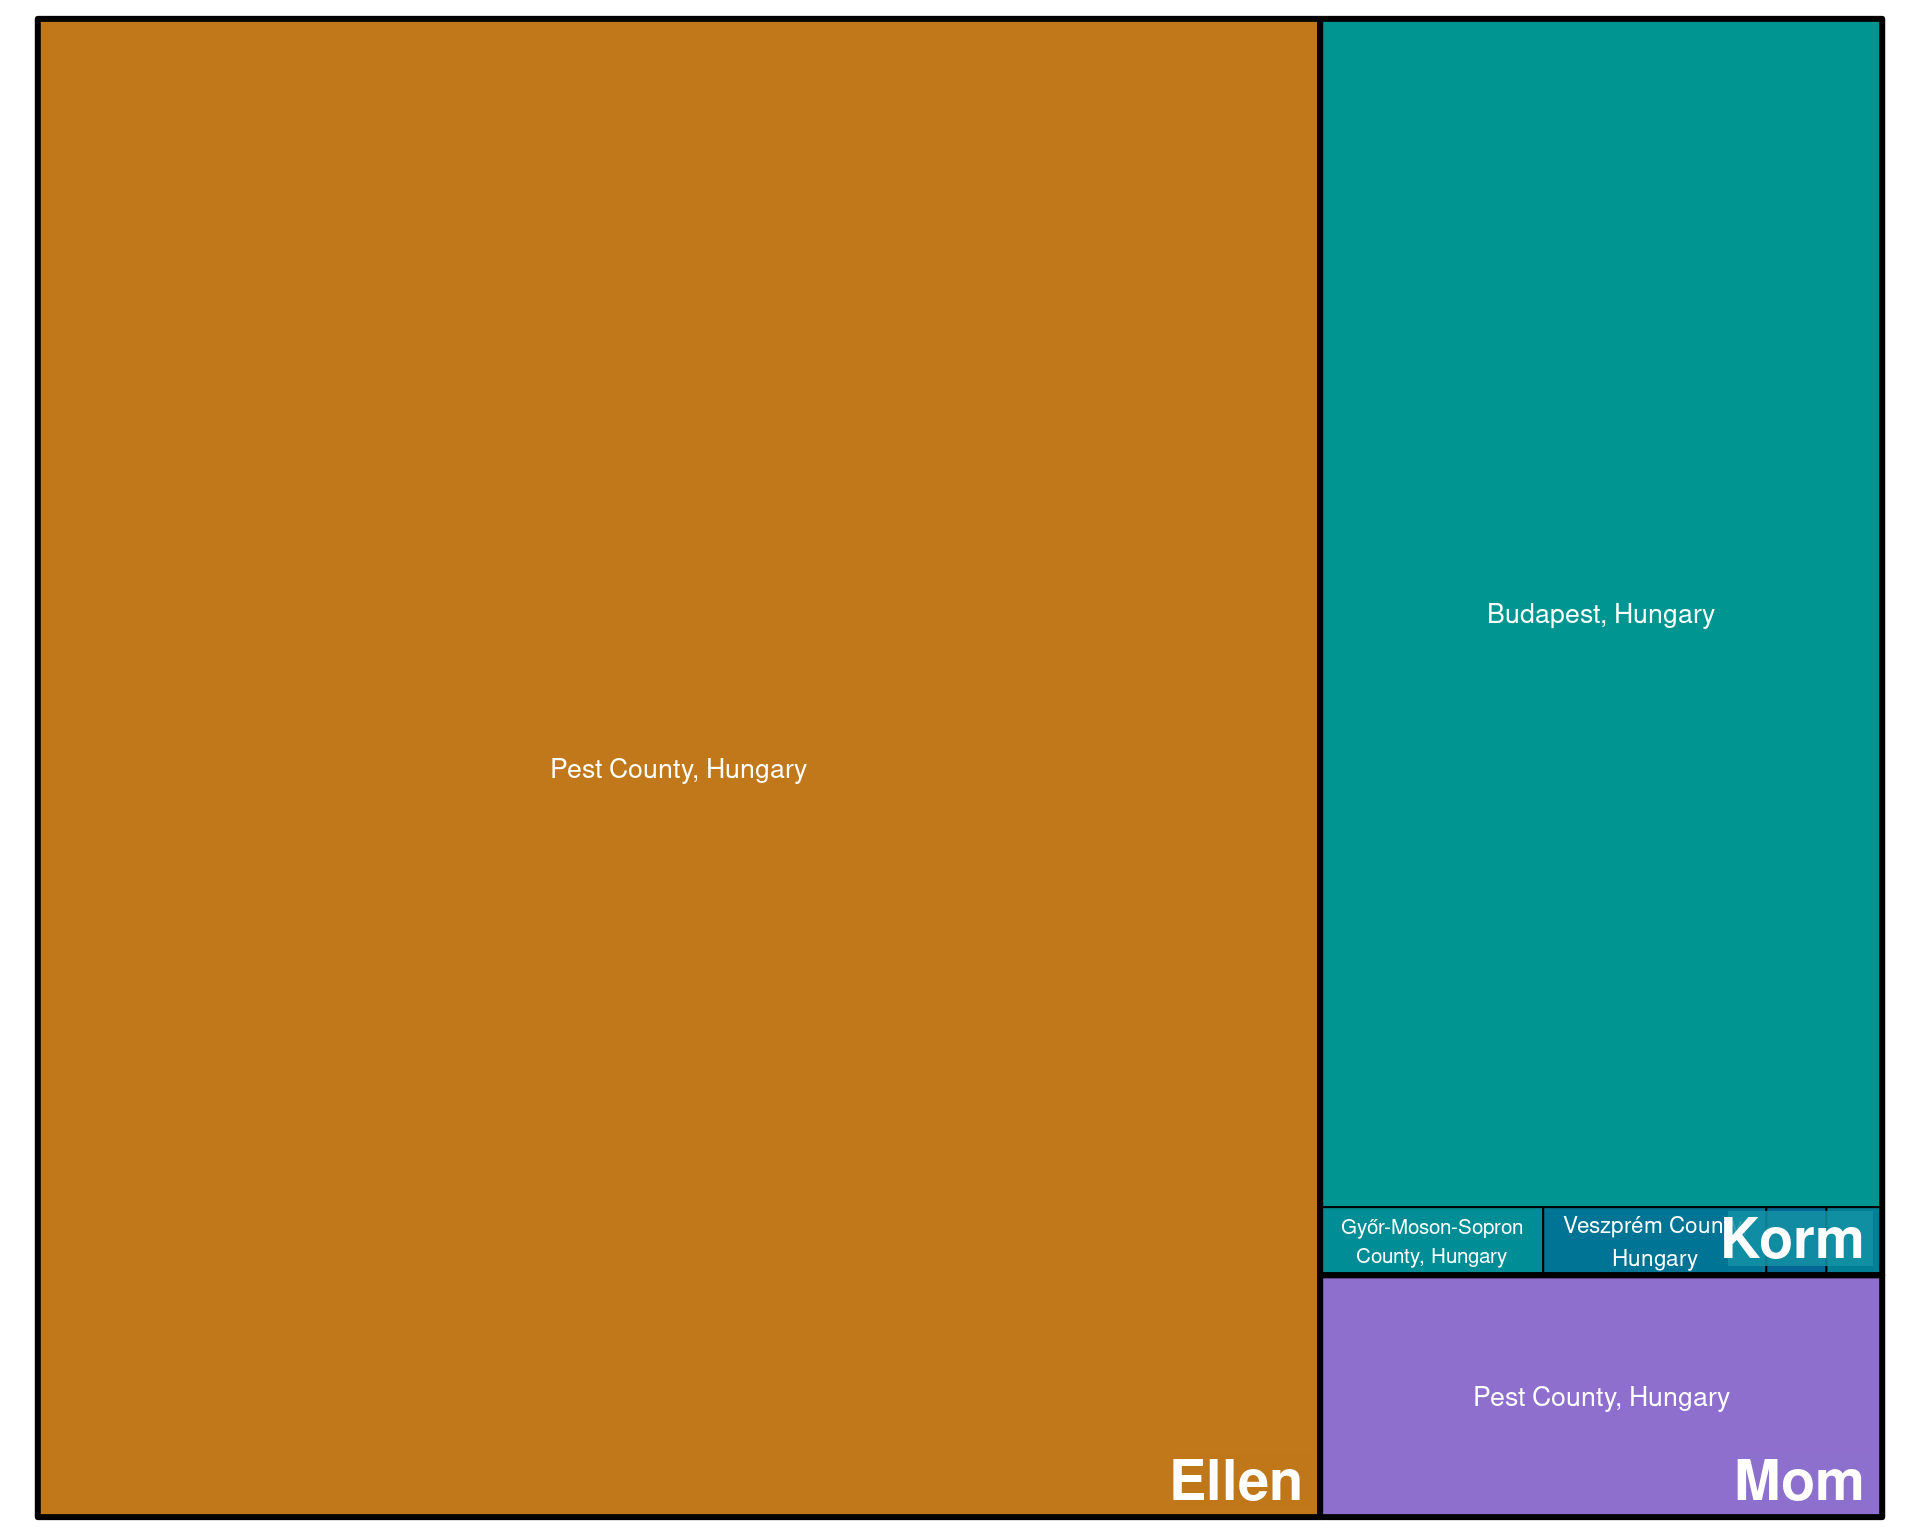 Pest County, Hungary
Ellen
Budapest, Hungary
Győr-Moson-Sopron
County, Hungary
Veszprém Coun
Hungary
Korm
Pest County, Hungary
Mom